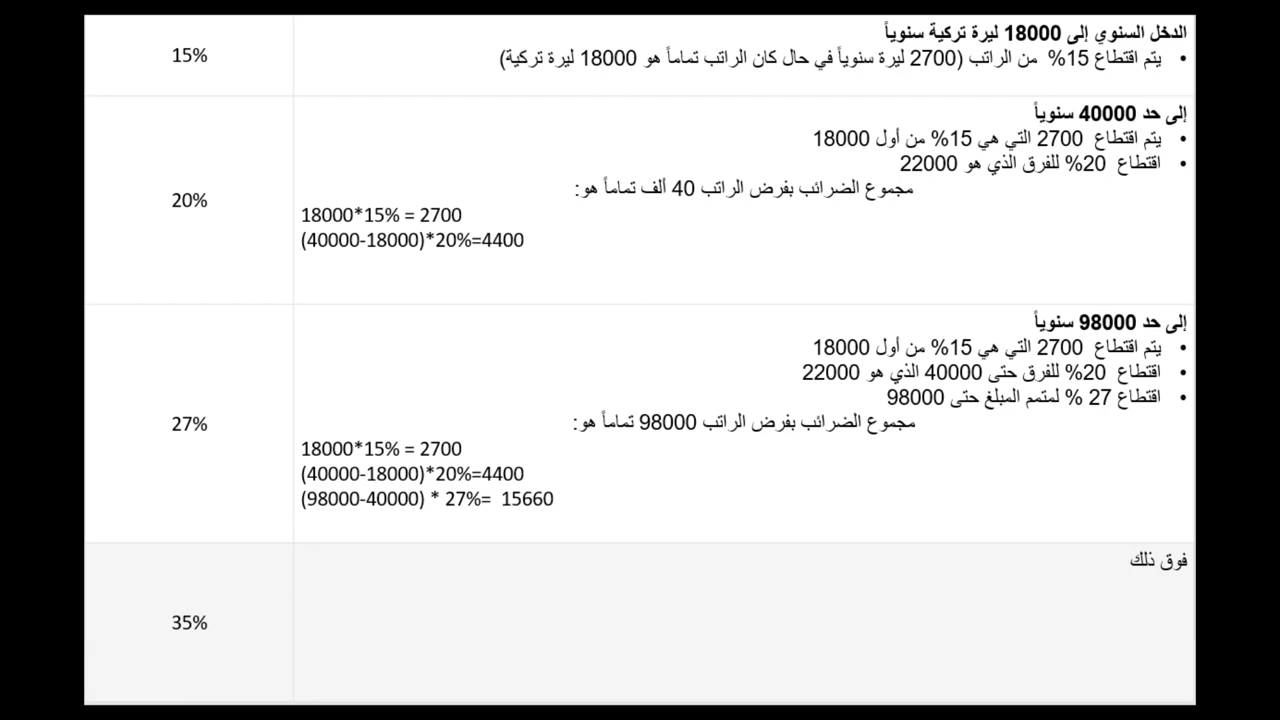 الدخل السنوي إلى 18000 ليرة تركية سنوياً
• يتم اقتطاع 15% من الراتب (2700 ليرة سنوياً في حال كان الراتب تماماً هو 18000 ليرة تركية)
15%
إلى حد 40000 سنوياً
• يتم اقتطاع 2700 التي هي 15% من أول 18000
• اقتطاع 20% للفرق الذي هو 22000
مجموع الضرائب بفرض الراتب 40 ألف تماماً هو:
18000*15% = 2700
(40000-18000)*20%=4400
20%
إلى حد 98000 سنوياً
• يتم اقتطاع 2700 التي هي 15% من أول 18000
• اقتطاع 20% للفرق حتى 40000 الذي هو 22000
• اقتطاع 27 % لمتمم المبلغ حتى 98000
مجموع الضرائب بفرض الراتب 98000 تماماً هو:
18000*15% = 2700
(40000-18000)*20%=4400
(98000-40000) * 27%= 15660
27%
فوق ذلك
35%